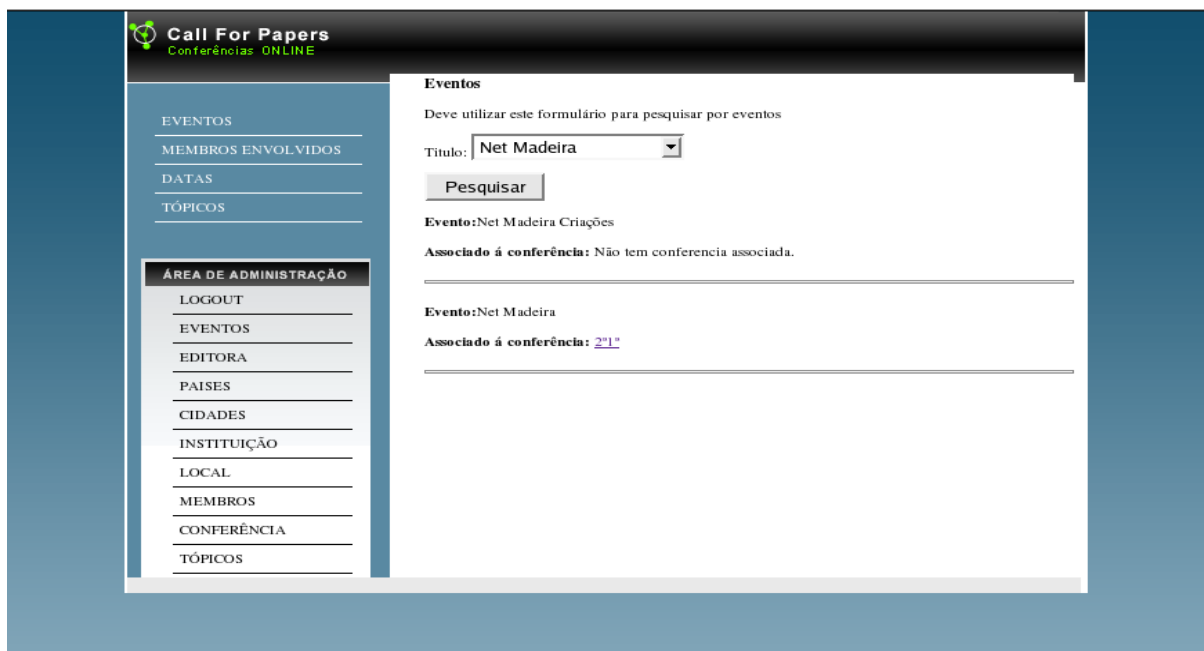 Call For Papers
Conferências ONLINE
EVENTOS
MEMBROS ENVOLVIDOS
DATAS
TÓPICOS
ÁREA DE ADMINISTRAÇÃO
LOGOUT
EVENTOS
EDITORA
PAISES
CIDADES
INSTITUIÇÃO
LOCAL
MEMBROS
CONFERÊNCIA
TÓPICOS
Eventos
Deve utilizar este formulário para pesquisar por eventos
Titulo: Net Madeira
Pesquisar
Evento:Net Madeira Criações
Associado á conferência: Não tem conferencia associada.
Evento:Net Madeira
Associado á conferência: 2"1"